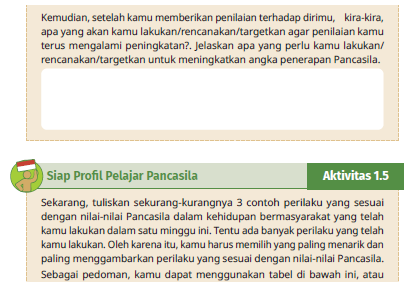 Kemudian, setelah kamu memberikan penilaian terhadap dirimu, kira-kira,
apa yang akan kamu lakukan/rencanakan/targetkan agar penilaian kamu
terus mengalami peningkatan?. Jelaskan apa yang perlu kamu lakukan/
rencanakan/targetkan untuk meningkatkan angka penerapan Pancasila.
Siap Profil Pelajar Pancasila
Aktivitas 1.5
Sekarang, tuliskan sekurang-kurangnya 3 contoh perilaku yang sesuai
dengan nilai-nilai Pancasila dalam kehidupan bermasyarakat yang telah
kamu lakukan dalam satu minggu ini. Tentu ada banyak perilaku yang telah
kamu lakukan. Oleh karena itu, kamu harus memilih yang paling menarik dan
paling menggambarkan perilaku yang sesuai dengan nilai-nilai Pancasila.
Sebagai pedoman, kamu dapat menggunakan tabel di bawah ini, atau